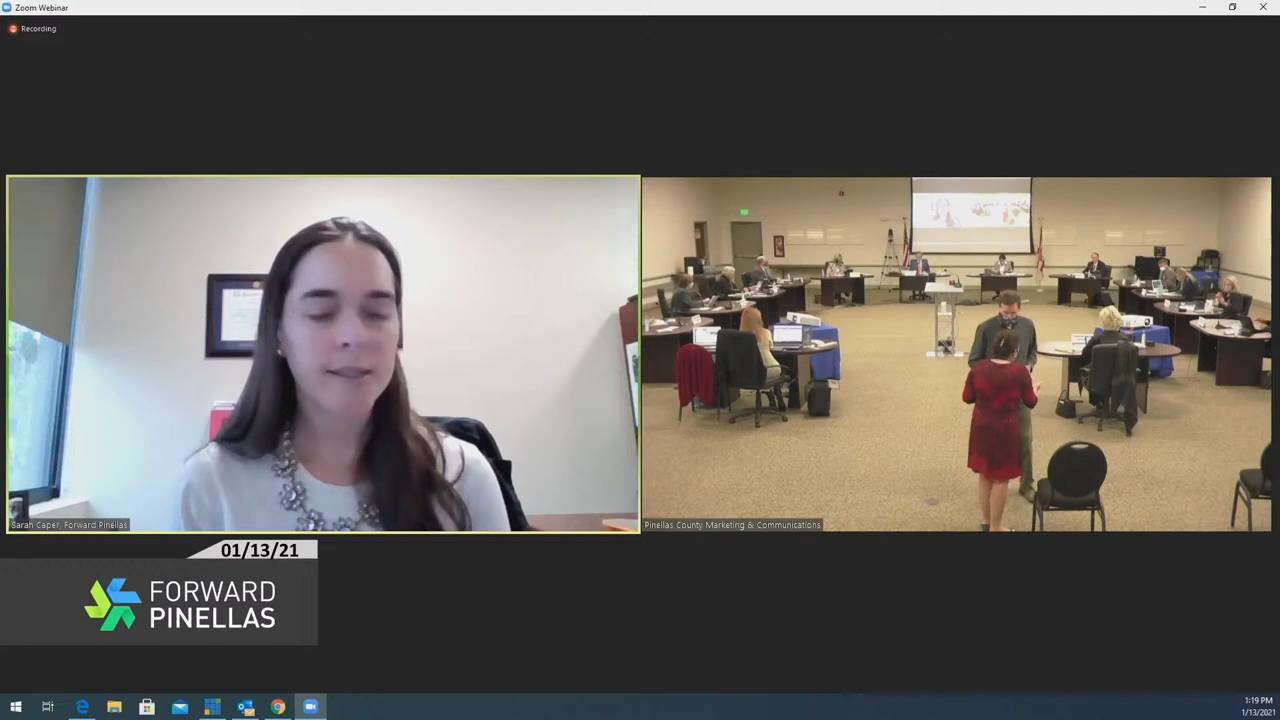 Zoom Webinar
Recording
Sarah Caper, Forward Pinellas
Pinellas County Marketing & Communications
01/13/21
FORWARD
PINELLAS
1:19 PM
1/13/2021